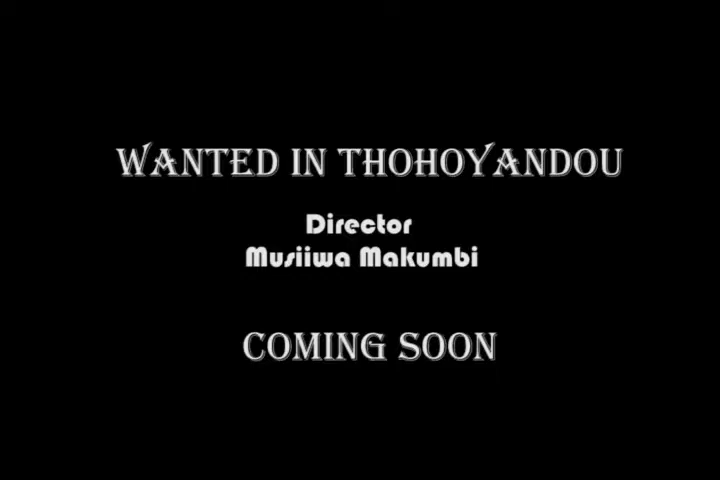 WANTED IN THOHOYANDOU
Director
Musiiwa Makumbi
COMING SOON